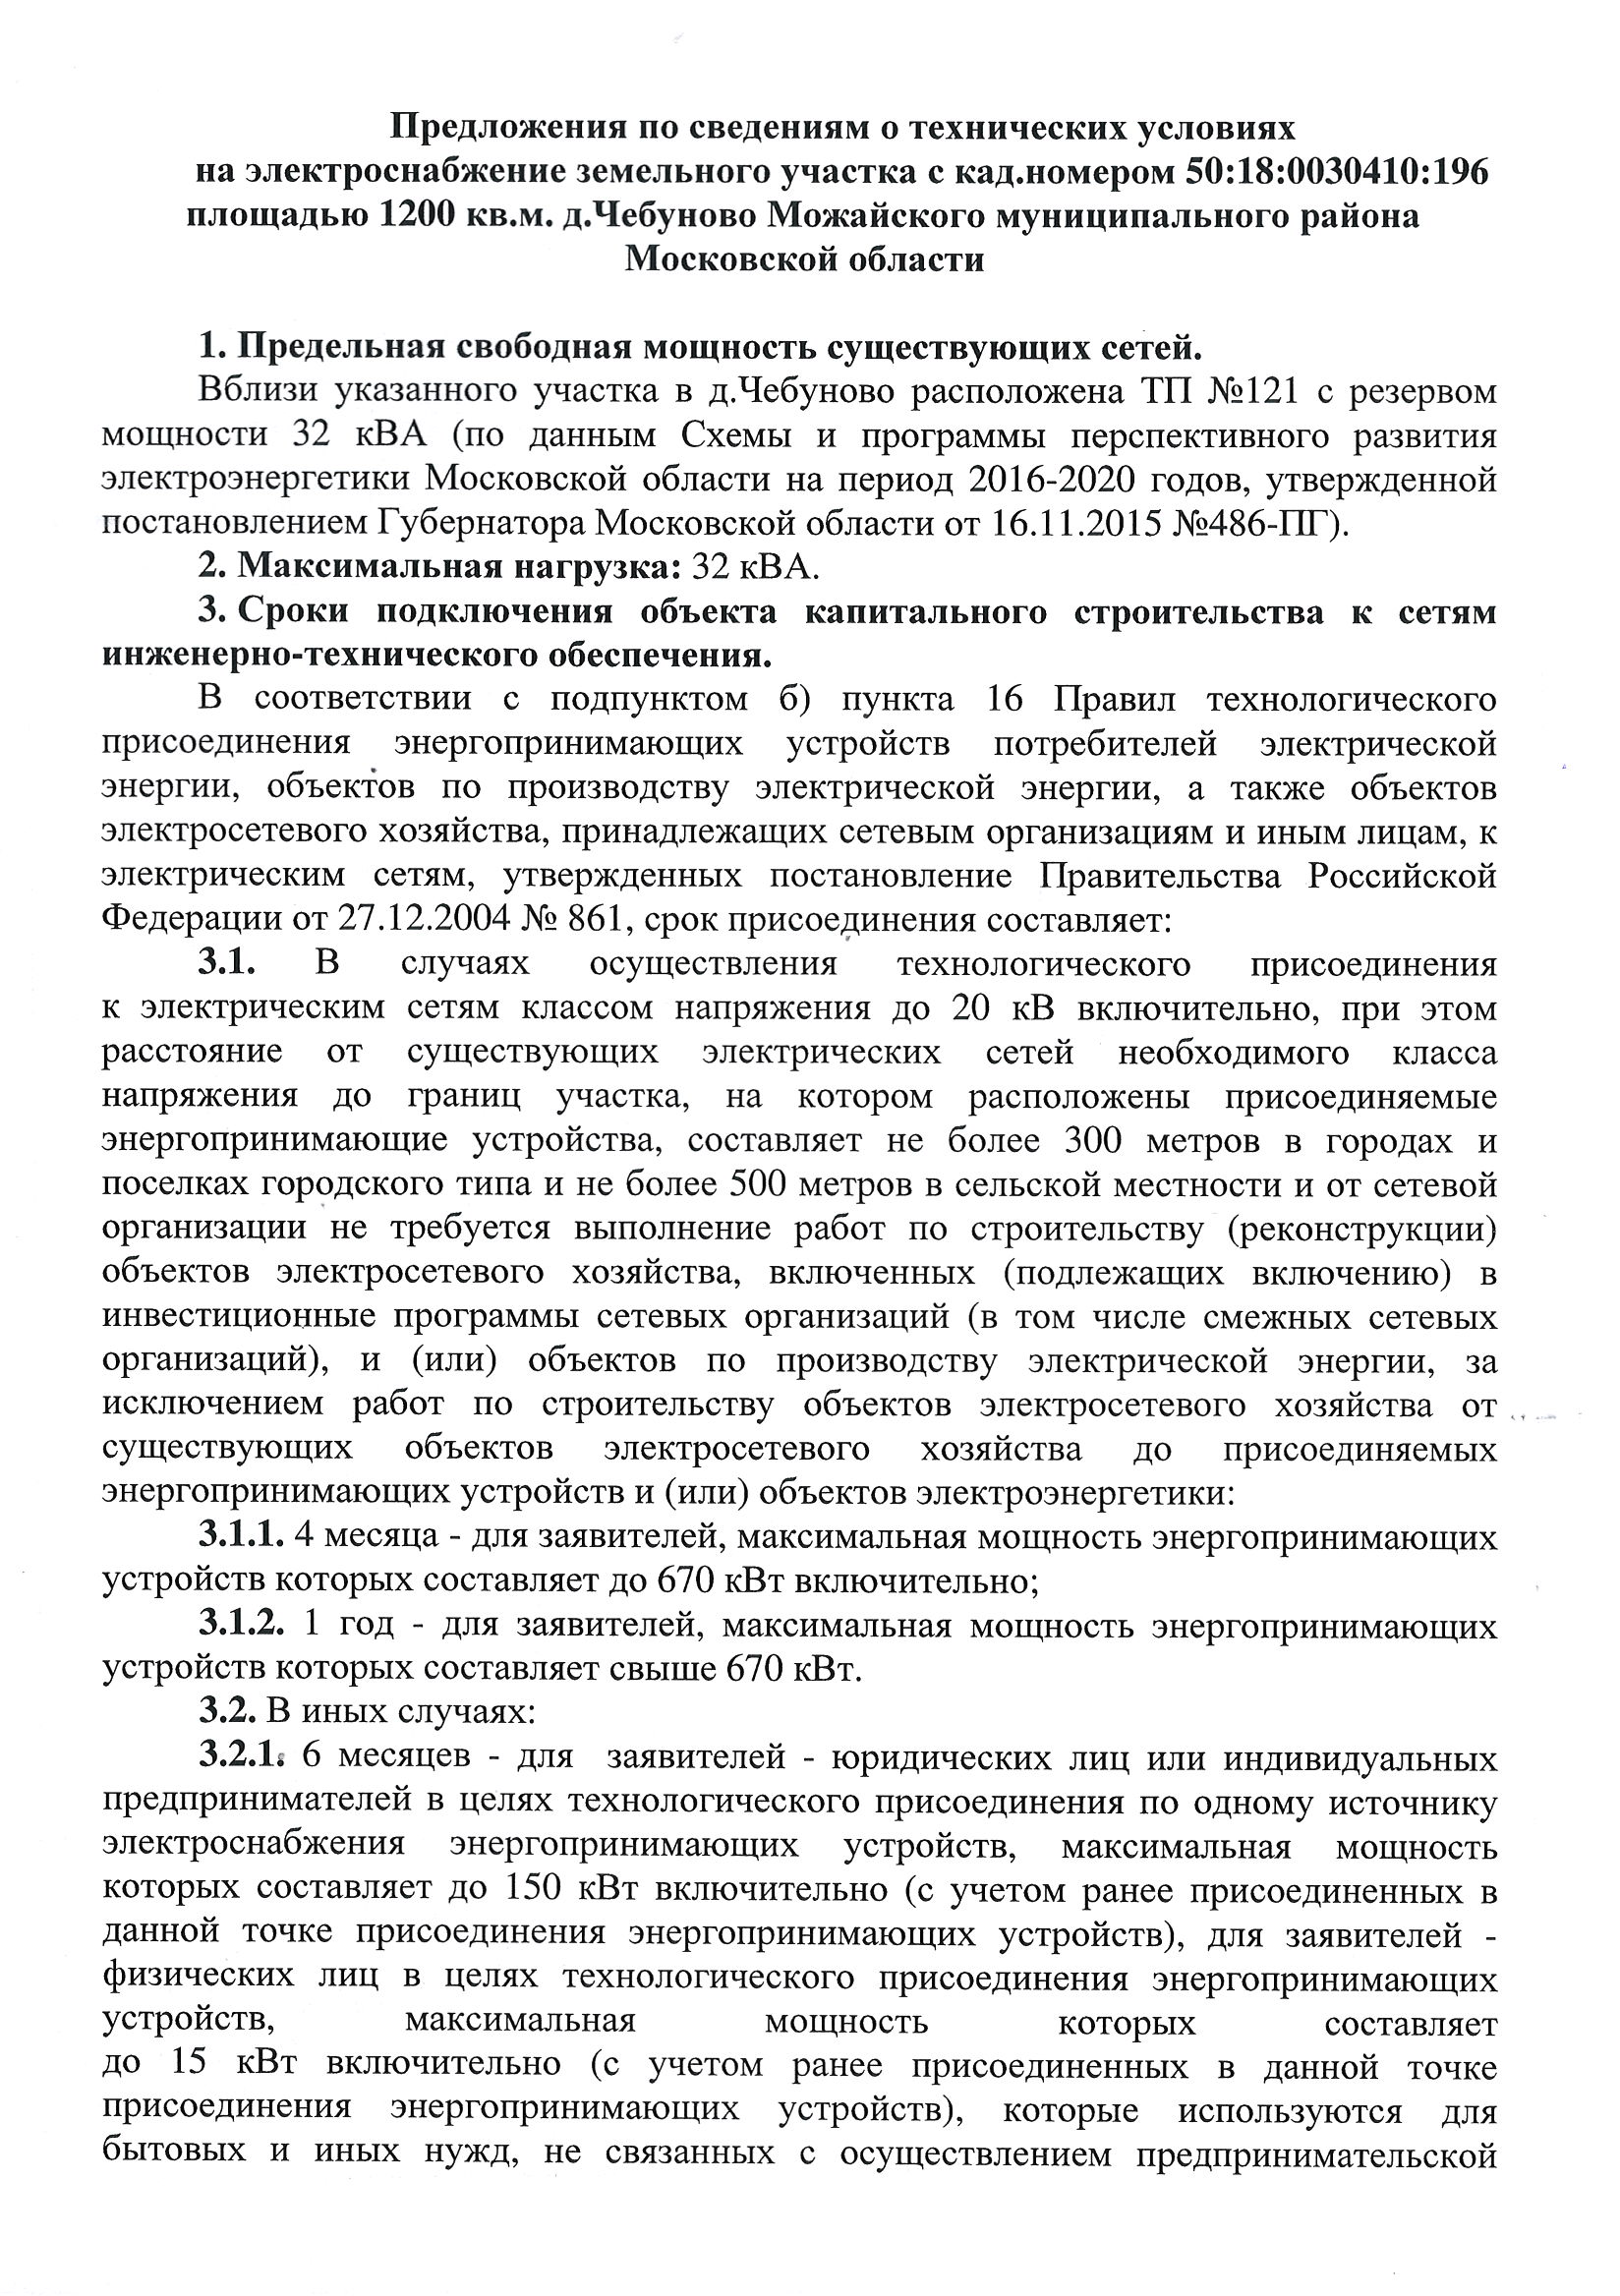 Предложения по сведениям о технических условиях
на электроснабжение земельного участка с кад.номером 50:18:0030410:196
площадью 1200 кв.м. д.Чебуново Можайского муниципального района
Московской области
1. Предельная свободная мощность существующих сетей.
Вблизи указанного участка в д.Чебуново расположена ТП №121 с резервом
мощности 32 кВА (по данным Схемы и программы перспективного развития
электроэнергетики Московской области на период 2016-2020 годов, утвержденной
постановлением Губернатора Московской области от 16.11.2015 №486-ПГ).
2. Максимальная нагрузка: 32 кВА.
3. Сроки подключения объекта капитального строительства к сетям
инженерно-технического обеспечения.
В соответствии с подпунктом б) пункта 16 Правил технологического
присоединения энергопринимающих устройств потребителей электрической
энергии, объектов по производству электрической энергии, а также объектов
электросетевого хозяйства, принадлежащих сетевым организациям и иным лицам, к
электрическим сетям, утвержденных постановление Правительства Российской
Федерации от 27.12.2004 № 861, срок присоединения составляет:
3.1. В случаях осуществления технологического присоединения
к электрическим сетям классом напряжения до 20 кВ включительно, при этом
расстояние от существующих электрических сетей необходимого класса
напряжения до границ участка, на котором расположены присоединяемые
энергопринимающие устройства, составляет не более 300 метров в городах и
поселках городского типа и не более 500 метров в сельской местности и от сетевой
организации не требуется выполнение работ по строительству (реконструкции)
объектов электросетевого хозяйства, включенных (подлежащих включению) в
инвестиционные программы сетевых организаций (в том числе смежных сетевых
организаций), и (или) объектов по производству электрической энергии, за
исключением работ по строительству объектов электросетевого хозяйства от
существующих объектов электросетевого хозяйства до присоединяемых
энергопринимающих устройств и (или) объектов электроэнергетики:
3.1.1. 4 месяца - для заявителей, максимальная мощность энергопринимающих
устройств которых составляет до 670 кВт включительно;
3.1.2. 1 год - для заявителей, максимальная мощность энергопринимающих
устройств которых составляет свыше 670 кВт.
3.2. В иных случаях:
3.2.1. 6 месяцев - для заявителей - юридических лиц или индивидуальных
предпринимателей в целях технологического присоединения по одному источнику
электроснабжения энергопринимающих устройств, максимальная мощность
которых составляет до 150 кВт включительно (с учетом ранее присоединенных в
данной точке присоединения энергопринимающих устройств), для заявителей -
физических лиц в целях технологического присоединения энергопринимающих
устройств, максимальная мощность которых составляет
до 15 кВт включительно (с учетом ранее присоединенных в данной точке
присоединения энергопринимающих устройств), которые используются для
бытовых и иных нужд, не связанных с осуществлением предпринимательской